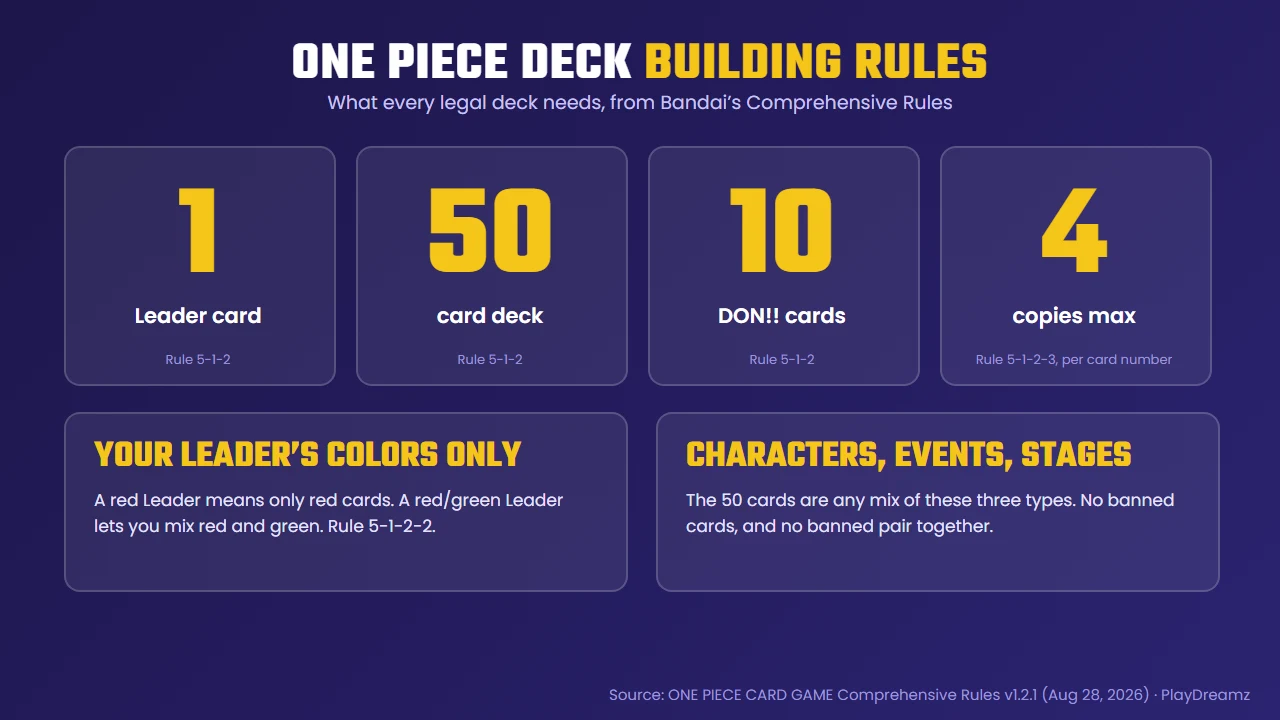 ONE PIECE DECK BUILDING RULES
What every legal deck needs, from Bandai's Comprehensive Rules
1
Leader card
Rule 5-1-2
50
card deck
Rule 5-1-2
10
DON!! cards
Rule 5-1-2
4
copies max
Rule 5-1-2-3, per card number
YOUR LEADER'S COLORS ONLY
A red Leader means only red cards. A red/green Leader
lets you mix red and green. Rule 5-1-2-2.
CHARACTERS, EVENTS, STAGES
The 50 cards are any mix of these three types. No banned
cards, and no banned pair together.
Source: ONE PIECE CARD GAME Comprehensive Rules v1.2.1 (Aug 28, 2026) · PlayDreamz